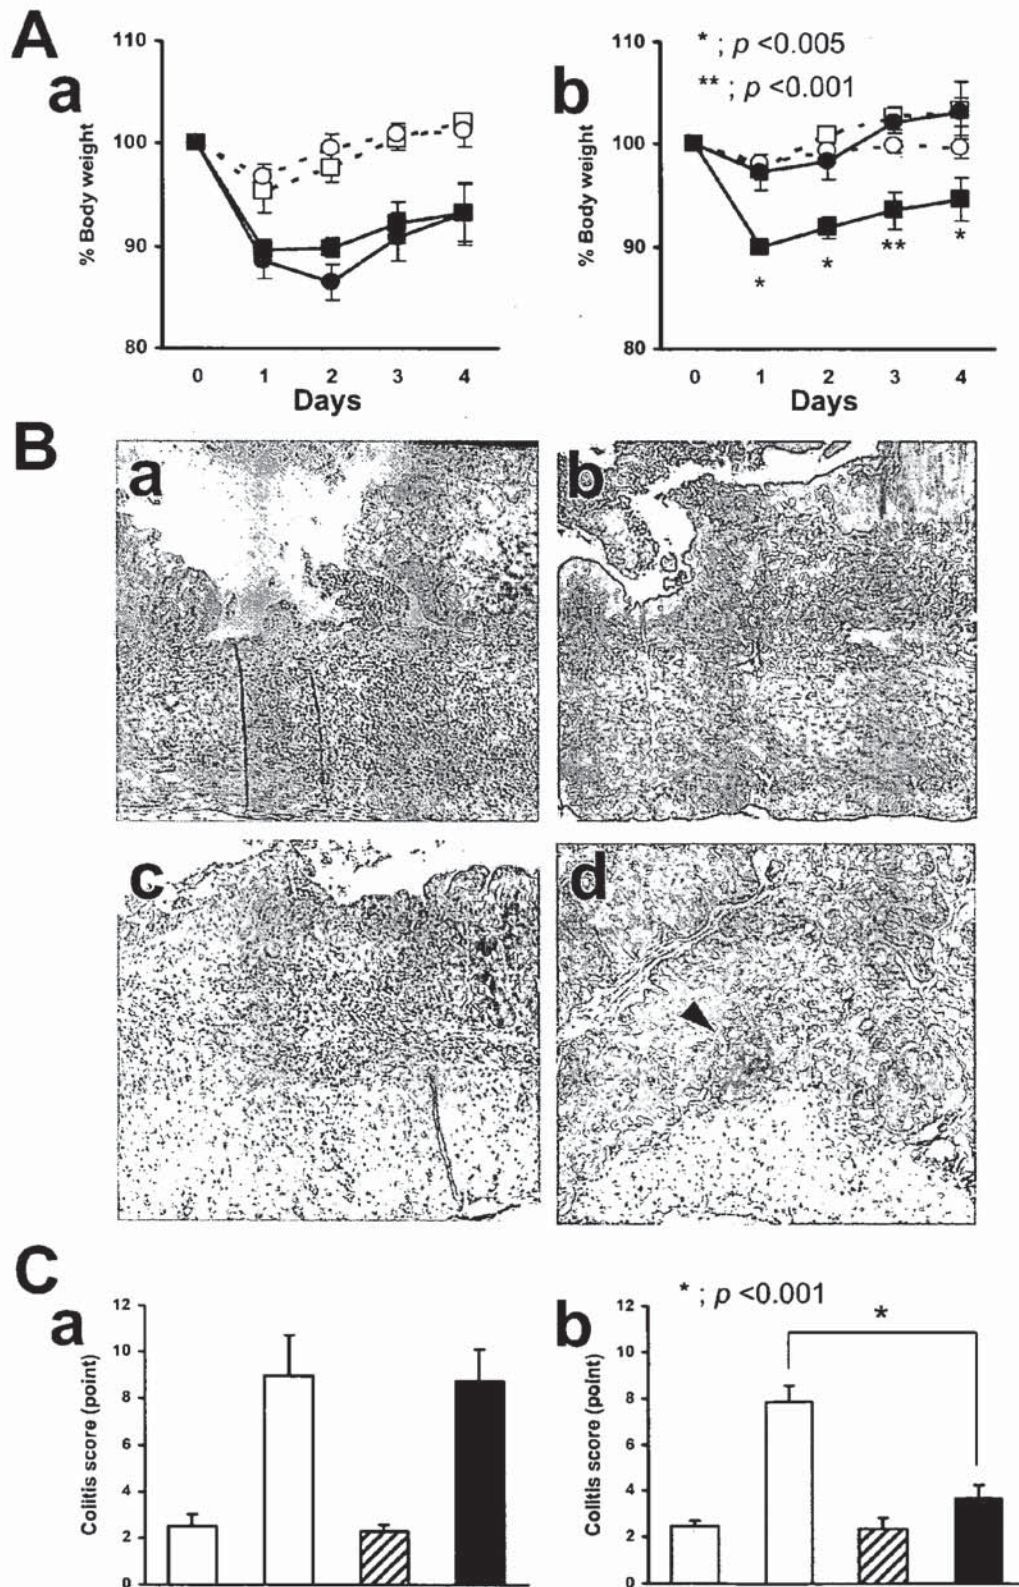 A
a
110
100
90
80
% Body weight
0 1 2 3 4
Days
b
* ; p <0.005
** ; p <0.001
110
100
90
80
% Body weight
* * ** *
0 1 2 3 4
Days
B
a
b
c
d
C
a
12
10
8
6
4
2
0
Colitis score (point)
b
* ; p <0.001
*
12
10
8
6
4
2
0
Colitis score (point)